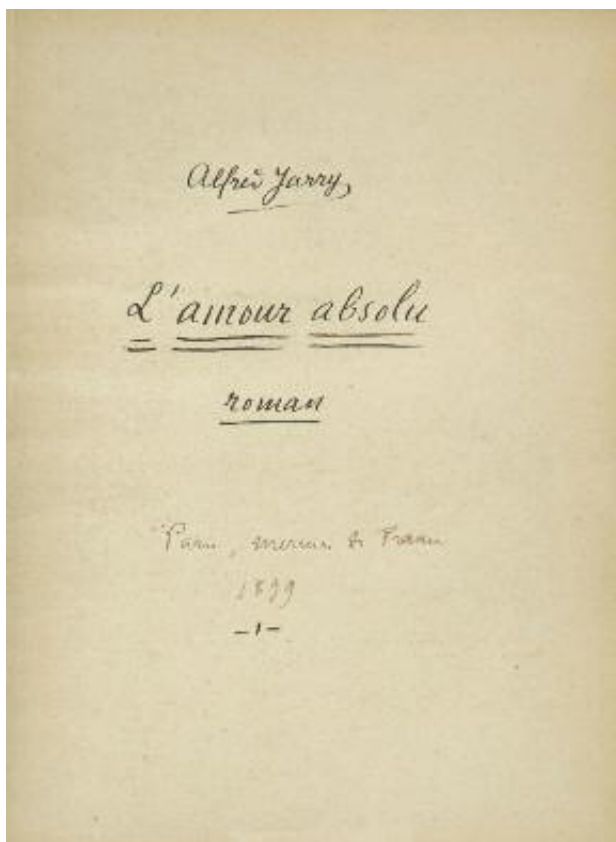 Alfred Jarry,
L'amour absolu
roman
Paris, Mercure de France
1899
– 1 –